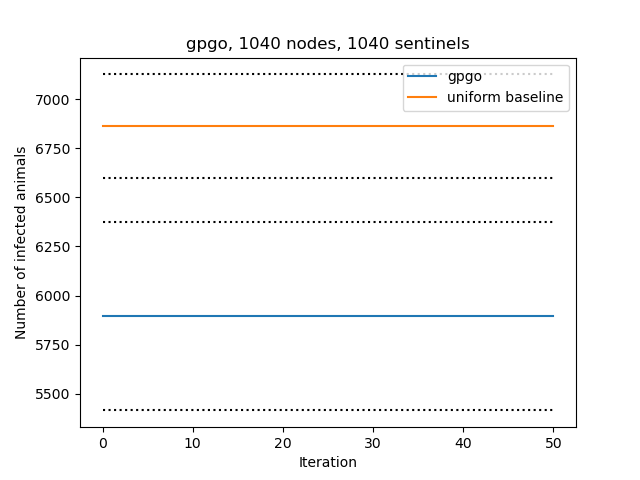 gpgo, 1040 nodes, 1040 sentinels
gpgo
uniform baseline
Number of infected animals
7000
6750
6500
6250
6000
5750
5500
0 10 20 30 40 50
Iteration